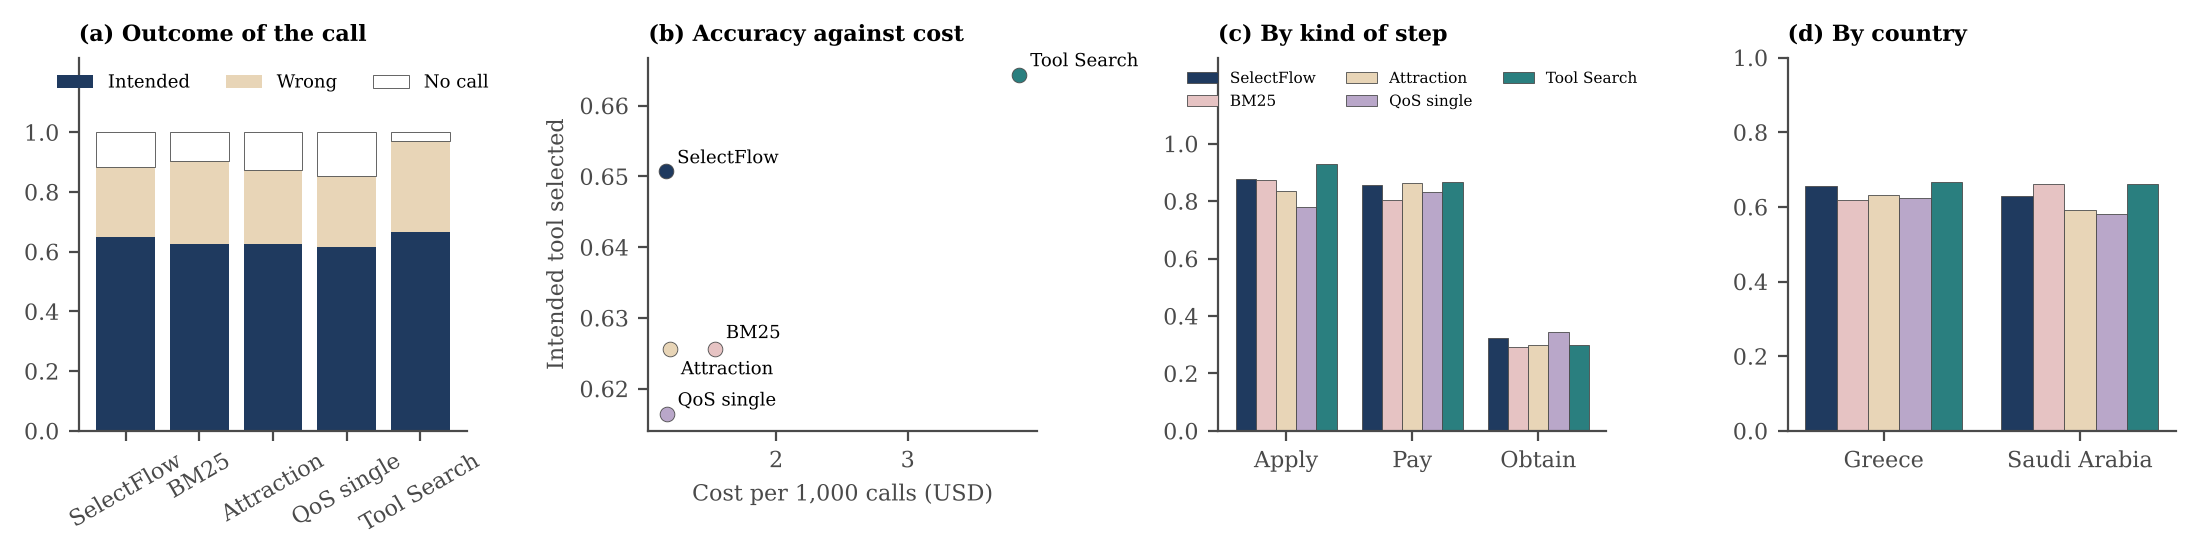 (a) Outcome of the call
Intended
Wrong
No call
1.0
0.8
0.6
0.4
0.2
0.0
SelectFlow
BM25
Attraction
QoS single
Tool Search
(b) Accuracy against cost
Intended tool selected
0.66
0.65
0.64
0.63
0.62
Tool Search
SelectFlow
BM25
Attraction
QoS single
2
3
Cost per 1,000 calls (USD)
(c) By kind of step
SelectFlow
Attraction
Tool Search
BM25
QoS single
1.0
0.8
0.6
0.4
0.2
0.0
Apply
Pay
Obtain
(d) By country
1.0
0.8
0.6
0.4
0.2
0.0
Greece
Saudi Arabia